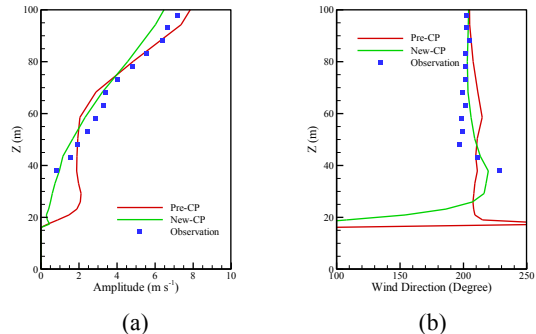 100
80
60
40
20
0
Z (m)
0 2 4 6 8 10
Amplitude (m s⁻¹)
Pre-CP
New-CP
Observation
(a)
100
80
60
40
20
0
Z (m)
100 150 200 250
Wind Direction (Degree)
Pre-CP
New-CP
Observation
(b)